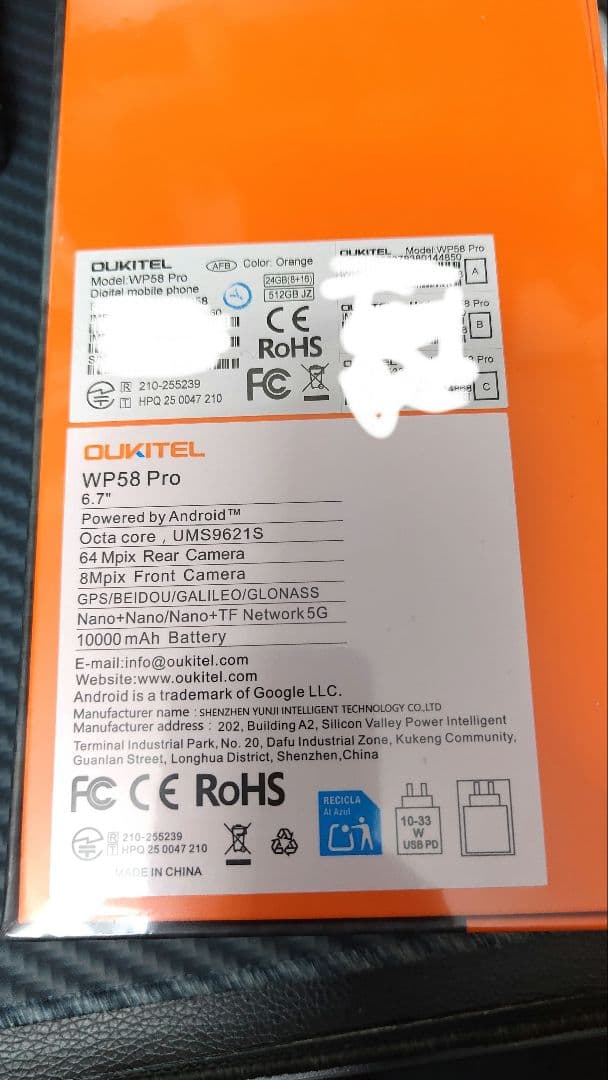 OUKITEL
Model:WP58 Pro
Digital mobile phone
AFB
Color: Orange
24GB(8+16)
512GB JZ
CE
RoHS
FC
R 210-255239
T HPQ 25 0047 210
OUKITEL Model:WP58 Pro
A
Pro
B
Pro
C
OUKITEL
WP58 Pro
6.7"
Powered by Android™
Octa core , UMS9621S
64 Mpix Rear Camera
8Mpix Front Camera
GPS/BEIDOU/GALILEO/GLONASS
Nano+Nano/Nano+TF Network 5G
10000 mAh Battery
E-mail:info@oukitel.com
Website:www.oukitel.com
Android is a trademark of Google LLC.
Manufacturer name : SHENZHEN YUNJI INTELLIGENT TECHNOLOGY CO.,LTD
Manufacturer address : 202, Building A2, Silicon Valley Power Intelligent
Terminal Industrial Park, No. 20, Dafu Industrial Zone, Kukeng Community,
Guanlan Street, Longhua District, Shenzhen,China
FC CE RoHS
R 210-255239
T HPQ 25 0047 210
RECICLA
Al Azul
10-33
W
USB PD
MADE IN CHINA